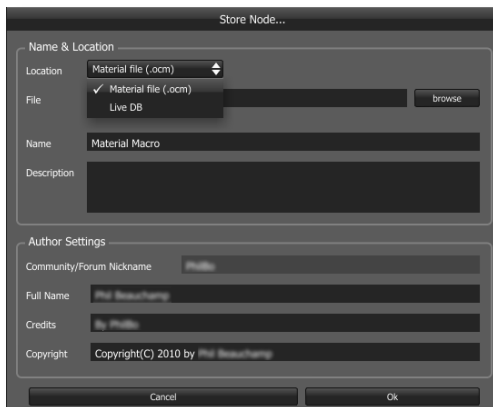 Store Node...
Name & Location
Location Material file (.ocm)
✓ Material file (.ocm)
Live DB
File browse
Name Material Macro
Description
Author Settings
Community/Forum Nickname
Full Name
Credits
Copyright Copyright(C) 2010 by
Cancel Ok